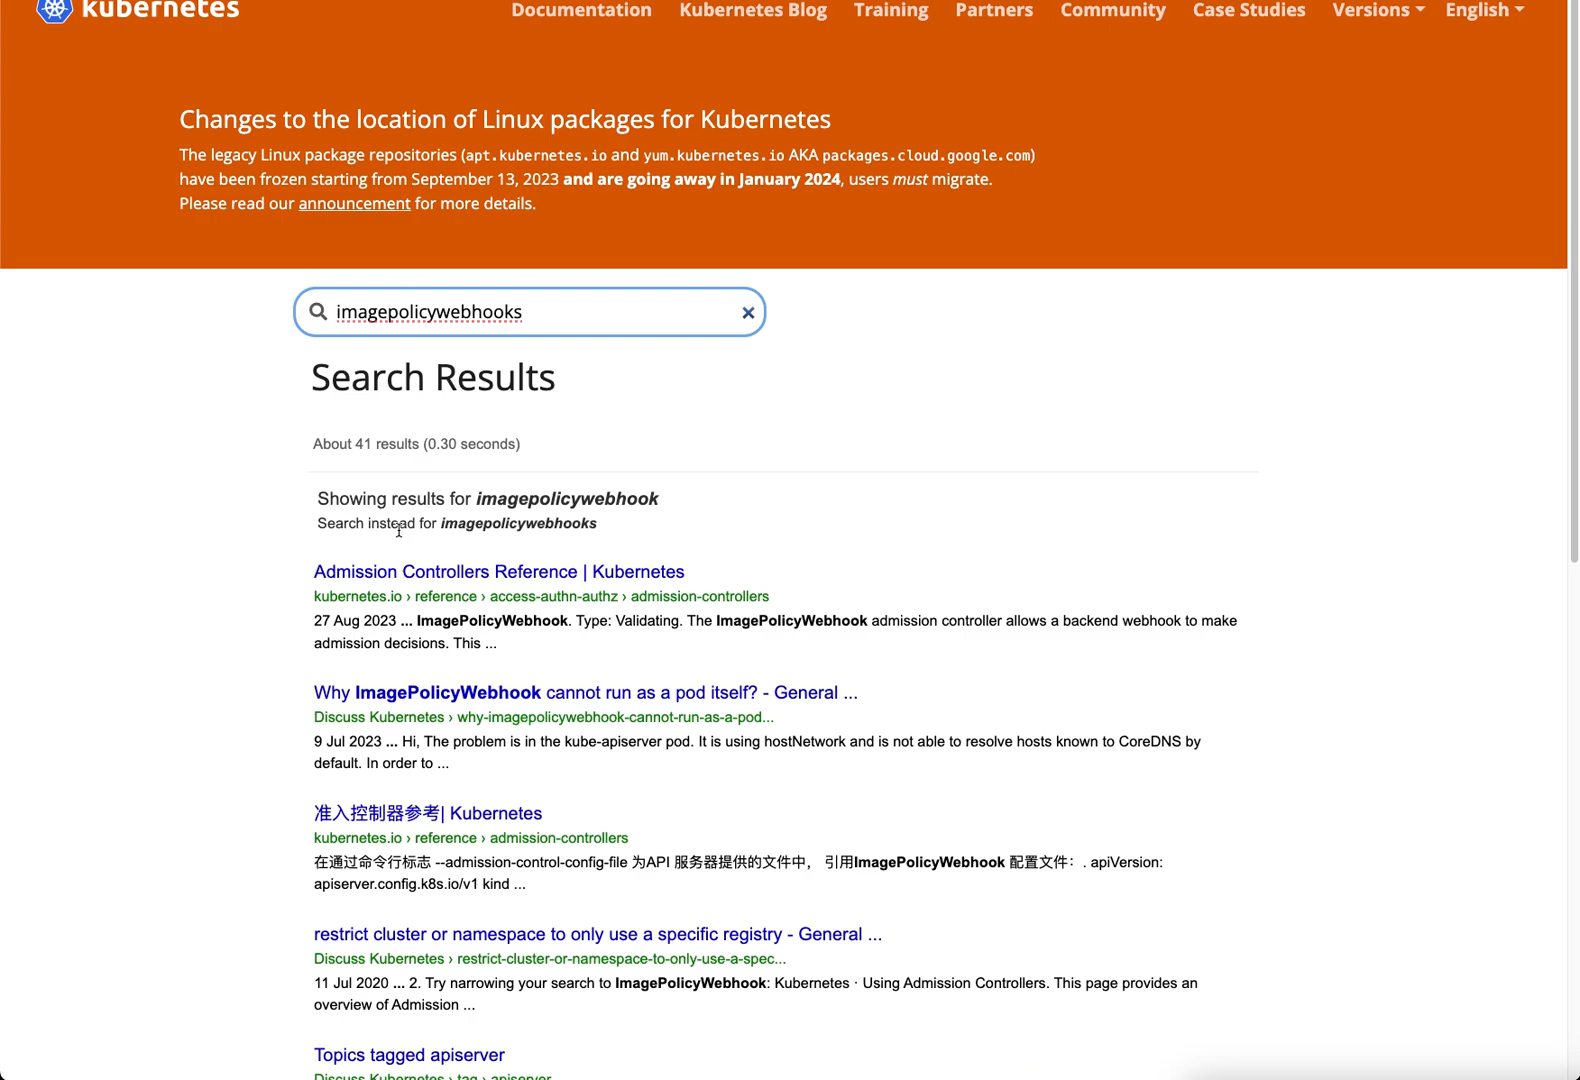 kubernetes
Documentation Kubernetes Blog Training Partners Community Case Studies Versions English
Changes to the location of Linux packages for Kubernetes
The legacy Linux package repositories (apt.kubernetes.io and yum.kubernetes.io AKA packages.cloud.google.com)
have been frozen starting from September 13, 2023 and are going away in January 2024, users must migrate.
Please read our announcement for more details.
imagepolicywebhooks
Search Results
About 41 results (0.30 seconds)
Showing results for imagepolicywebhook
Search instead for imagepolicywebhooks
Admission Controllers Reference | Kubernetes
kubernetes.io › reference › access-authn-authz › admission-controllers
27 Aug 2023 ... ImagePolicyWebhook. Type: Validating. The ImagePolicyWebhook admission controller allows a backend webhook to make
admission decisions. This ...
Why ImagePolicyWebhook cannot run as a pod itself? - General ...
Discuss Kubernetes › why-imagepolicywebhook-cannot-run-as-a-pod...
9 Jul 2023 ... Hi, The problem is in the kube-apiserver pod. It is using hostNetwork and is not able to resolve hosts known to CoreDNS by
default. In order to ...
准入控制器参考| Kubernetes
kubernetes.io › reference › admission-controllers
在通过命令行标志 --admission-control-config-file 为API 服务器提供的文件中， 引用ImagePolicyWebhook 配置文件：. apiVersion:
apiserver.config.k8s.io/v1 kind ...
restrict cluster or namespace to only use a specific registry - General ...
Discuss Kubernetes › restrict-cluster-or-namespace-to-only-use-a-spec...
11 Jul 2020 ... 2. Try narrowing your search to ImagePolicyWebhook: Kubernetes · Using Admission Controllers. This page provides an
overview of Admission ...
Topics tagged apiserver
Discuss Kubernetes › tag › apiserver